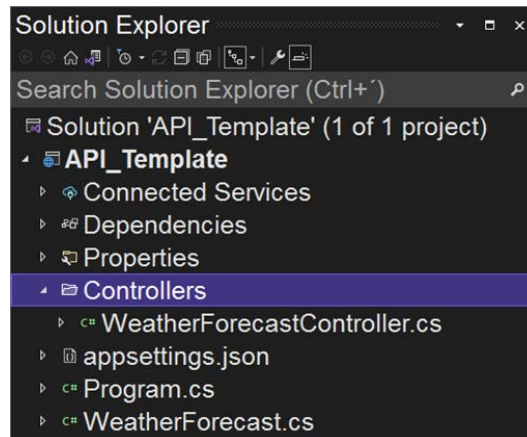 Solution Explorer
Search Solution Explorer (Ctrl+´)
Solution 'API_Template' (1 of 1 project)
API_Template
Connected Services
Dependencies
Properties
Controllers
C# WeatherForecastController.cs
appsettings.json
C# Program.cs
C# WeatherForecast.cs